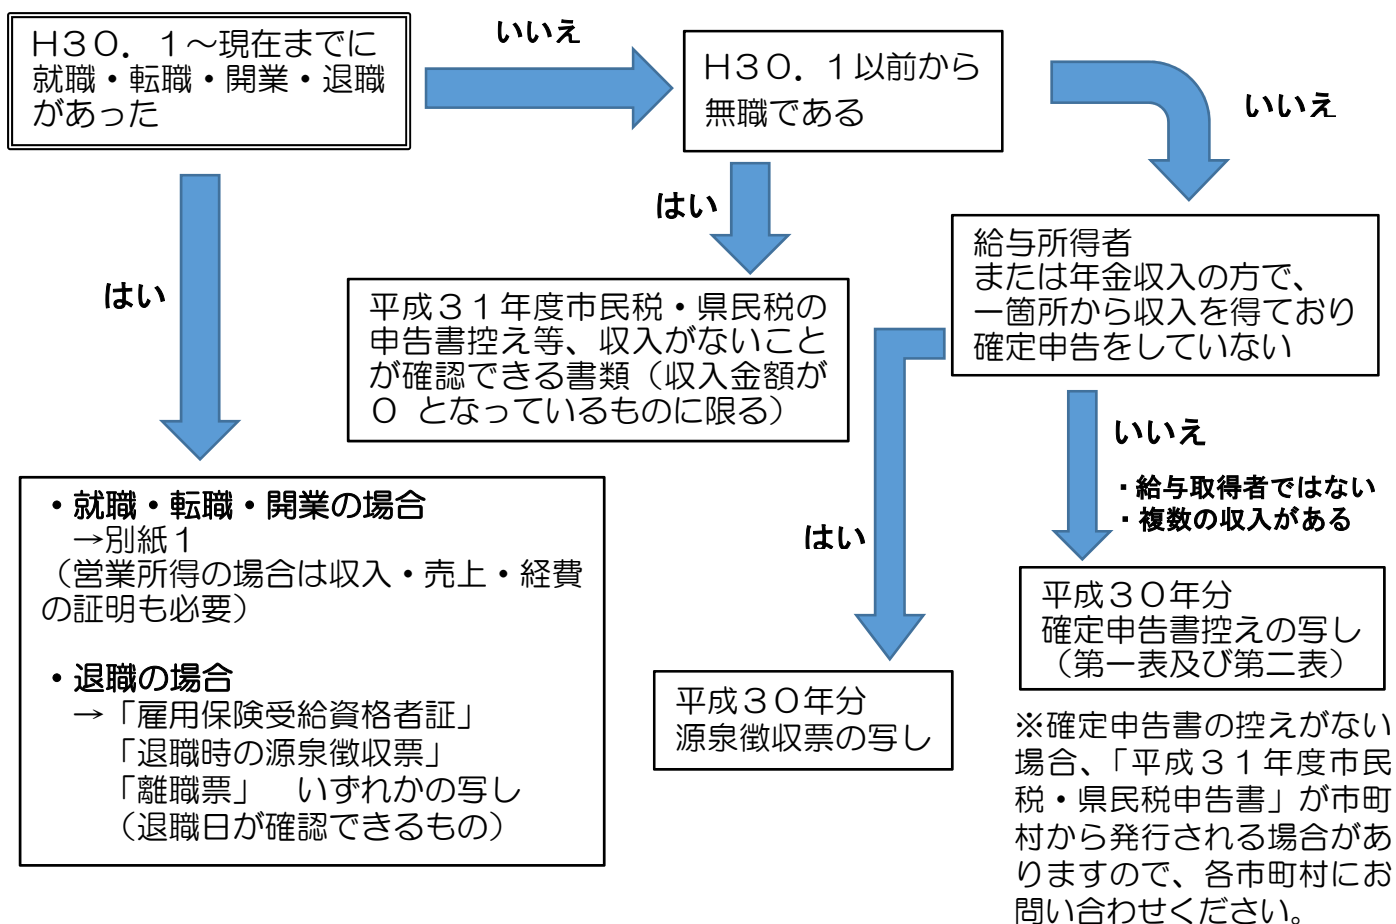 H30．1～現在までに
就職・転職・開業・退職
があった
いいえ
H30．1以前から
無職である
いいえ
はい
はい
平成31年度市民税・県民税の
申告書控え等、収入がないこと
が確認できる書類（収入金額が
0 となっているものに限る）
給与所得者
または年金収入の方で、
一箇所から収入を得ており
確定申告をしていない
いいえ
・給与取得者ではない
・複数の収入がある
はい
・就職・転職・開業の場合
→別紙1
（営業所得の場合は収入・売上・経費
の証明も必要）
・退職の場合
→「雇用保険受給資格者証」
「退職時の源泉徴収票」
「離職票」　いずれかの写し
（退職日が確認できるもの）
平成30年分
源泉徴収票の写し
平成30年分
確定申告書控えの写し
（第一表及び第二表）
※確定申告書の控えがない
場合、「平成31年度市民
税・県民税申告書」が市町
村から発行される場合があ
りますので、各市町村にお
問い合わせください。